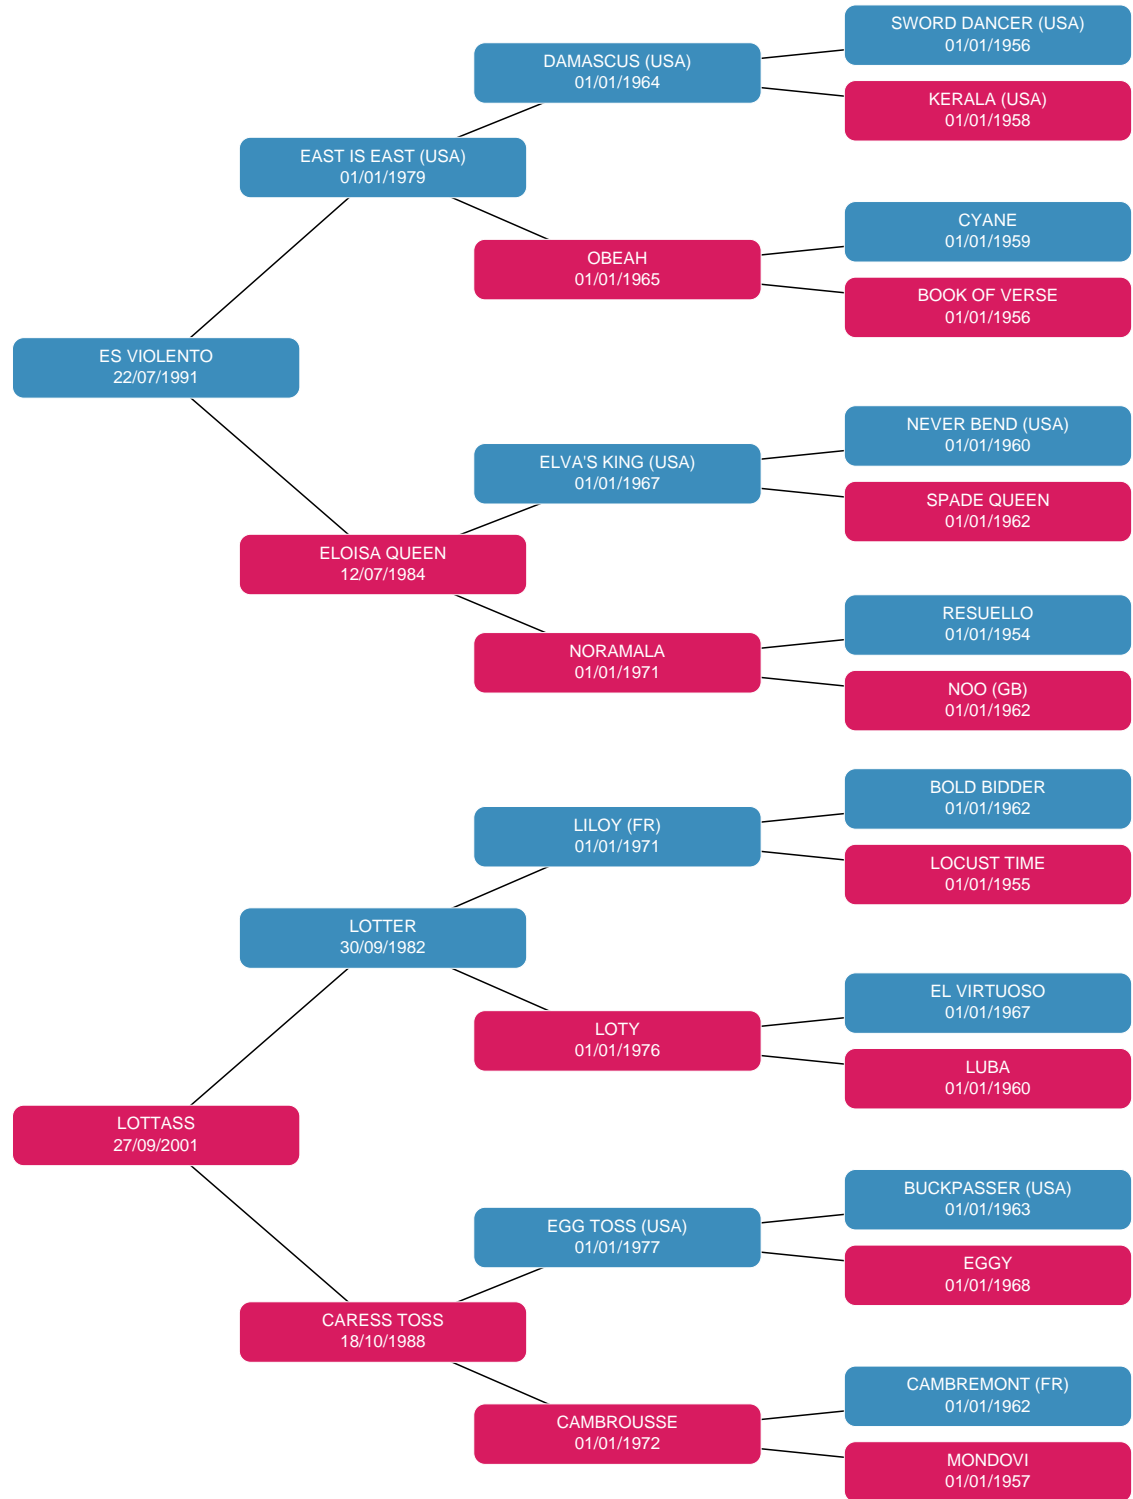 SWORD DANCER (USA)
01/01/1956
DAMASCUS (USA)
01/01/1964
KERALA (USA)
01/01/1958
EAST IS EAST (USA)
01/01/1979
CYANE
01/01/1959
OBEAH
01/01/1965
BOOK OF VERSE
01/01/1956
ES VIOLENTO
22/07/1991
NEVER BEND (USA)
01/01/1960
ELVA'S KING (USA)
01/01/1967
SPADE QUEEN
01/01/1962
ELOISA QUEEN
12/07/1984
RESUELLO
01/01/1954
NORAMALA
01/01/1971
NOO (GB)
01/01/1962
BOLD BIDDER
01/01/1962
LILOY (FR)
01/01/1971
LOCUST TIME
01/01/1955
LOTTER
30/09/1982
EL VIRTUOSO
01/01/1967
LOTY
01/01/1976
LUBA
01/01/1960
LOTTASS
27/09/2001
BUCKPASSER (USA)
01/01/1963
EGG TOSS (USA)
01/01/1977
EGGY
01/01/1968
CARESS TOSS
18/10/1988
CAMBREMONT (FR)
01/01/1962
CAMBROUSSE
01/01/1972
MONDOVI
01/01/1957